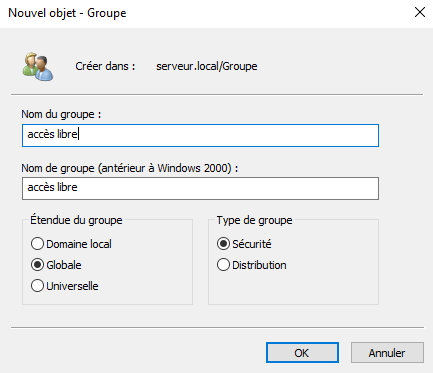 Nouvel objet - Groupe
Créer dans : serveur.local/Groupe
Nom du groupe :
accès libre
Nom de groupe (antérieur à Windows 2000) :
accès libre
Étendue du groupe
Domaine local
Globale
Universelle
Type de groupe
Sécurité
Distribution
OK
Annuler